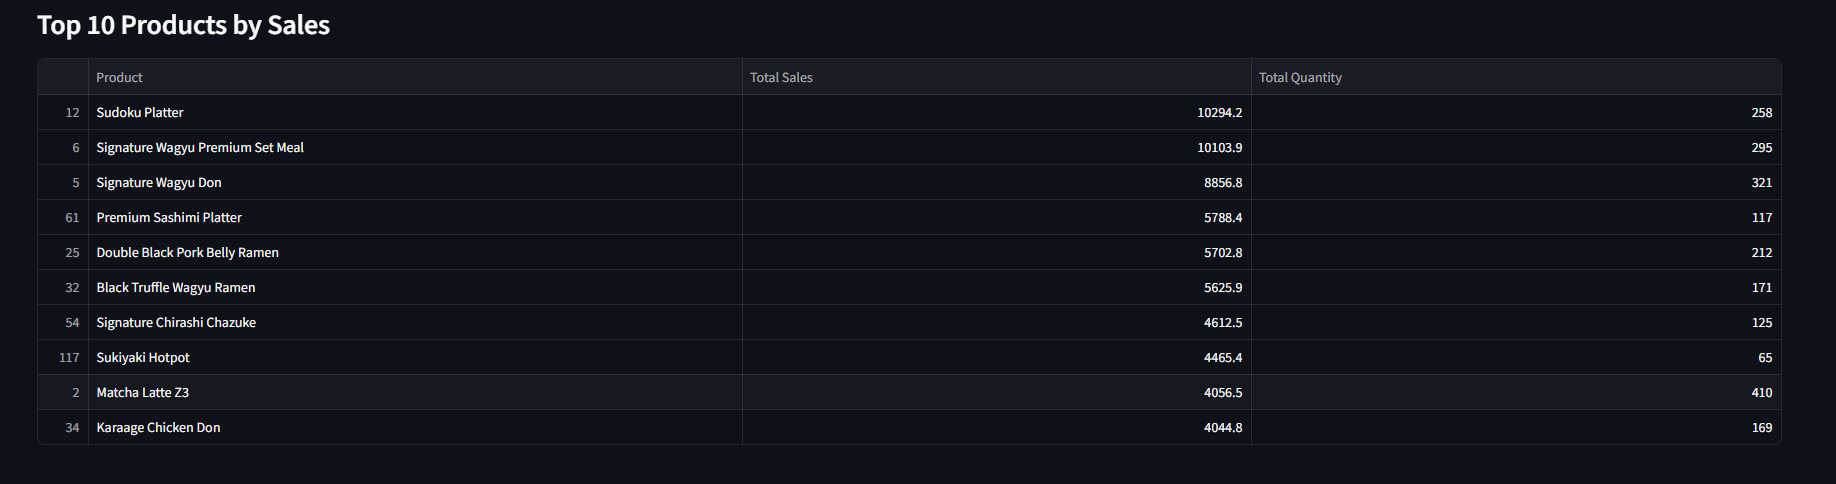 Top 10 Products by Sales
Product Total Sales Total Quantity
12 Sudoku Platter 10294.2 258
6 Signature Wagyu Premium Set Meal 10103.9 295
5 Signature Wagyu Don 8856.8 321
61 Premium Sashimi Platter 5788.4 117
25 Double Black Pork Belly Ramen 5702.8 212
32 Black Truffle Wagyu Ramen 5625.9 171
54 Signature Chirashi Chazuke 4612.5 125
117 Sukiyaki Hotpot 4465.4 65
2 Matcha Latte Z3 4056.5 410
34 Karaage Chicken Don 4044.8 169